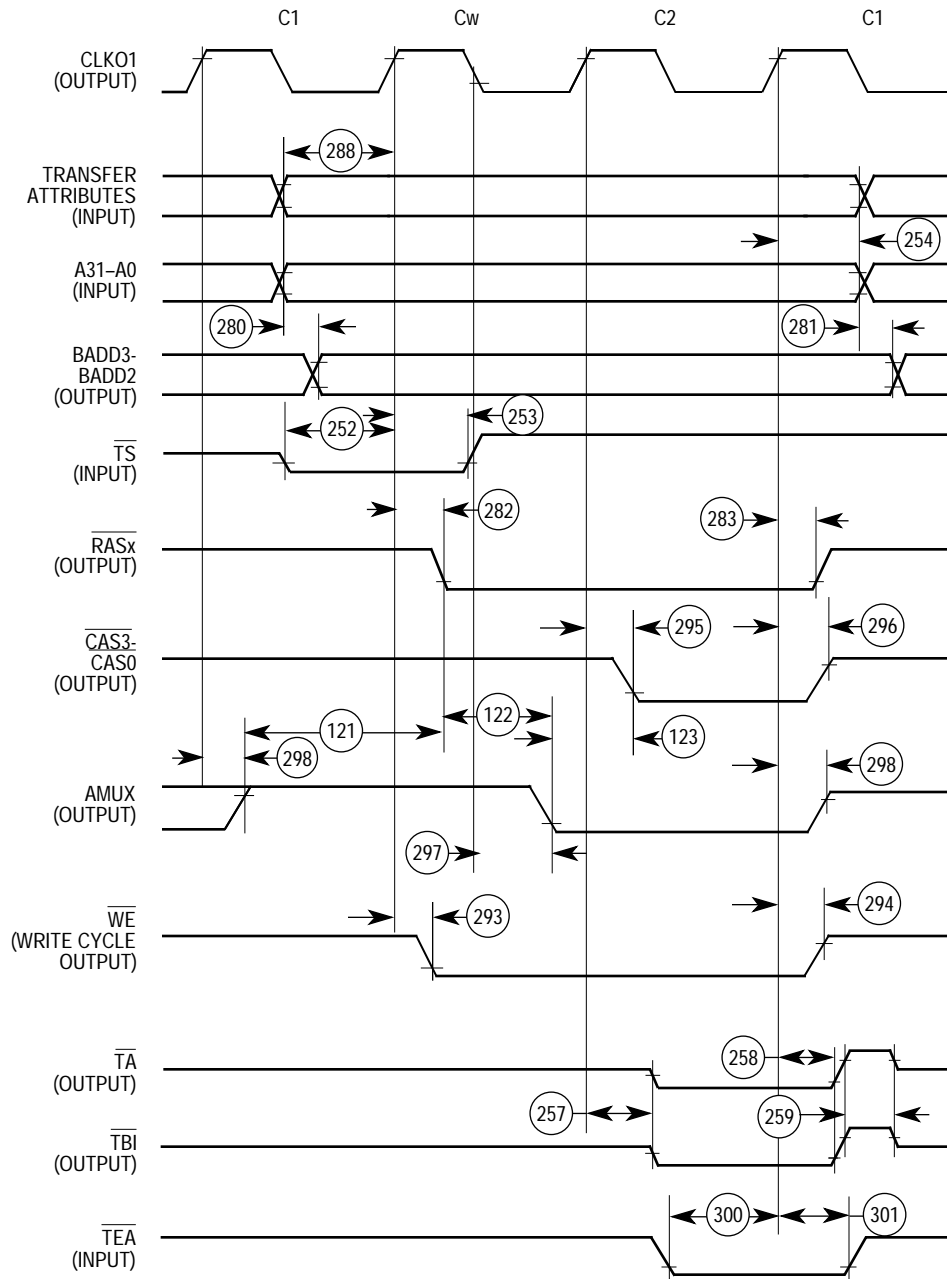 C1 Cw C2 C1
CLKO1
(OUTPUT)
288
TRANSFER
ATTRIBUTES
(INPUT)
254
A31–A0
(INPUT)
280 281
BADD3-
BADD2
(OUTPUT)
252 253
TS
(INPUT)
282 283
RASx
(OUTPUT)
295 296
CAS3-
CAS0
(OUTPUT)
121 122 123
298 298
AMUX
(OUTPUT)
297
293 294
WE
(WRITE CYCLE
OUTPUT)
258
TA
(OUTPUT)
257 259
TBI
(OUTPUT)
300 301
TEA
(INPUT)